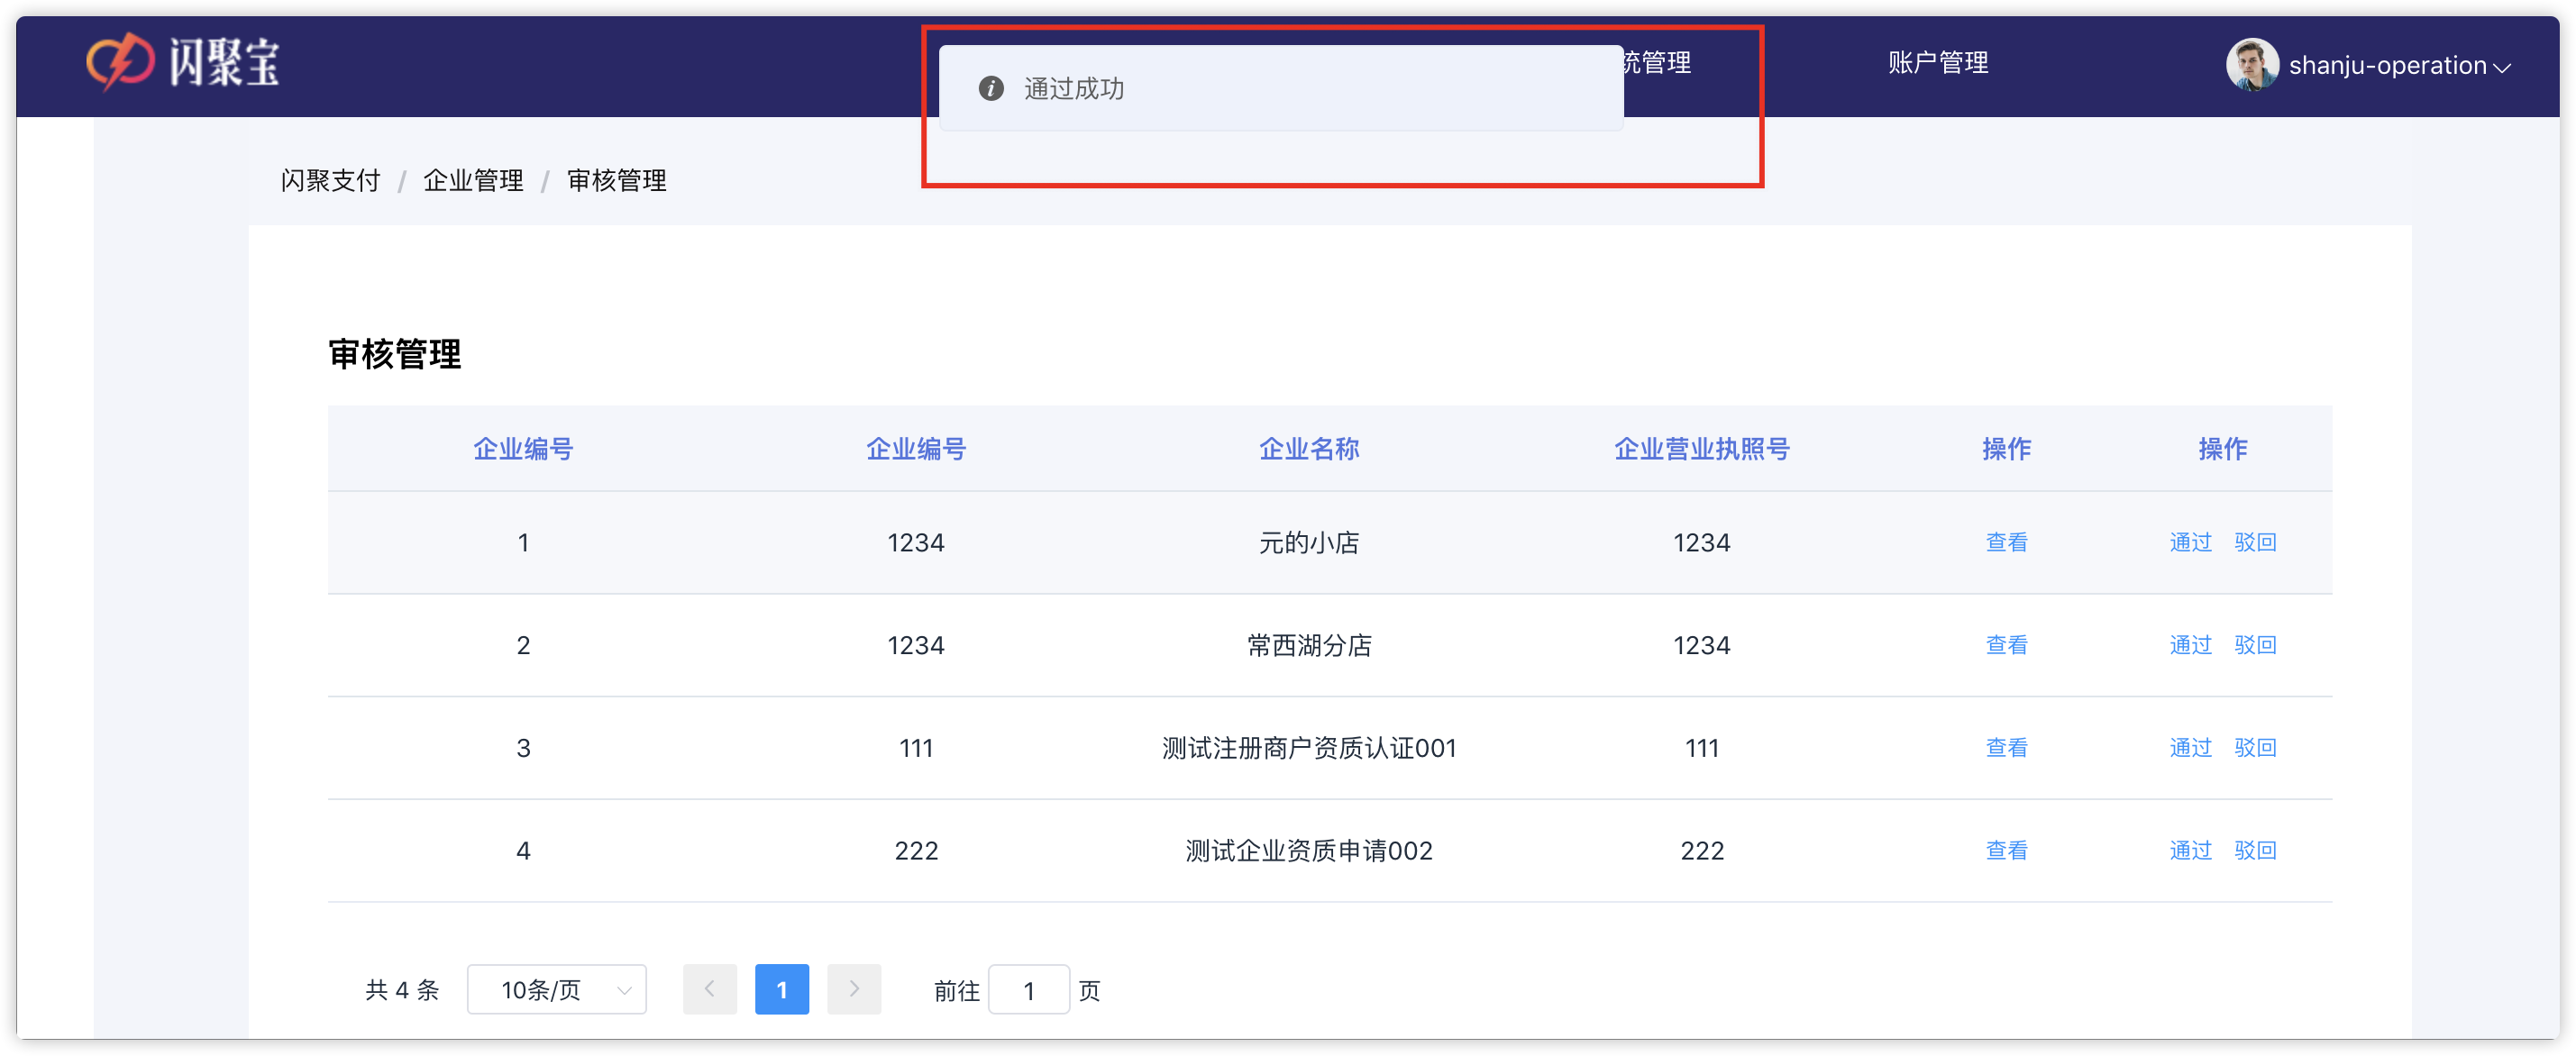 闪聚宝
通过成功
统管理
账户管理
shanju-operation
闪聚支付 / 企业管理 / 审核管理
审核管理
企业编号 企业编号 企业名称 企业营业执照号 操作 操作
1 1234 元的小店 1234 查看 通过 驳回
2 1234 常西湖分店 1234 查看 通过 驳回
3 111 测试注册商户资质认证001 111 查看 通过 驳回
4 222 测试企业资质申请002 222 查看 通过 驳回
共 4 条 10条/页 1 前往 1 页